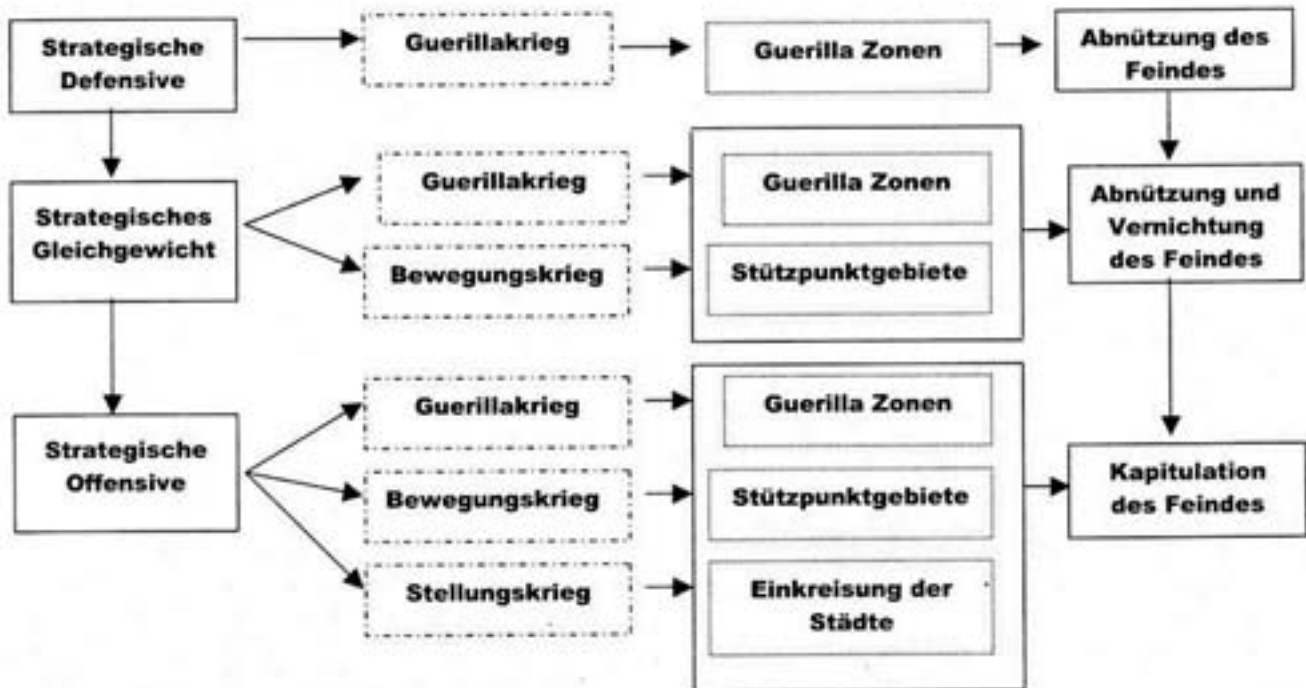 Strategische
Defensive
Guerillakrieg
Guerilla Zonen
Abnützung des
Feindes
Strategisches
Gleichgewicht
Guerillakrieg
Bewegungskrieg
Guerilla Zonen
Stützpunktgebiete
Abnützung und
Vernichtung
des Feindes
Strategische
Offensive
Guerillakrieg
Bewegungskrieg
Stellungskrieg
Guerilla Zonen
Stützpunktgebiete
Einkreisung der
Städte
Kapitulation
des Feindes